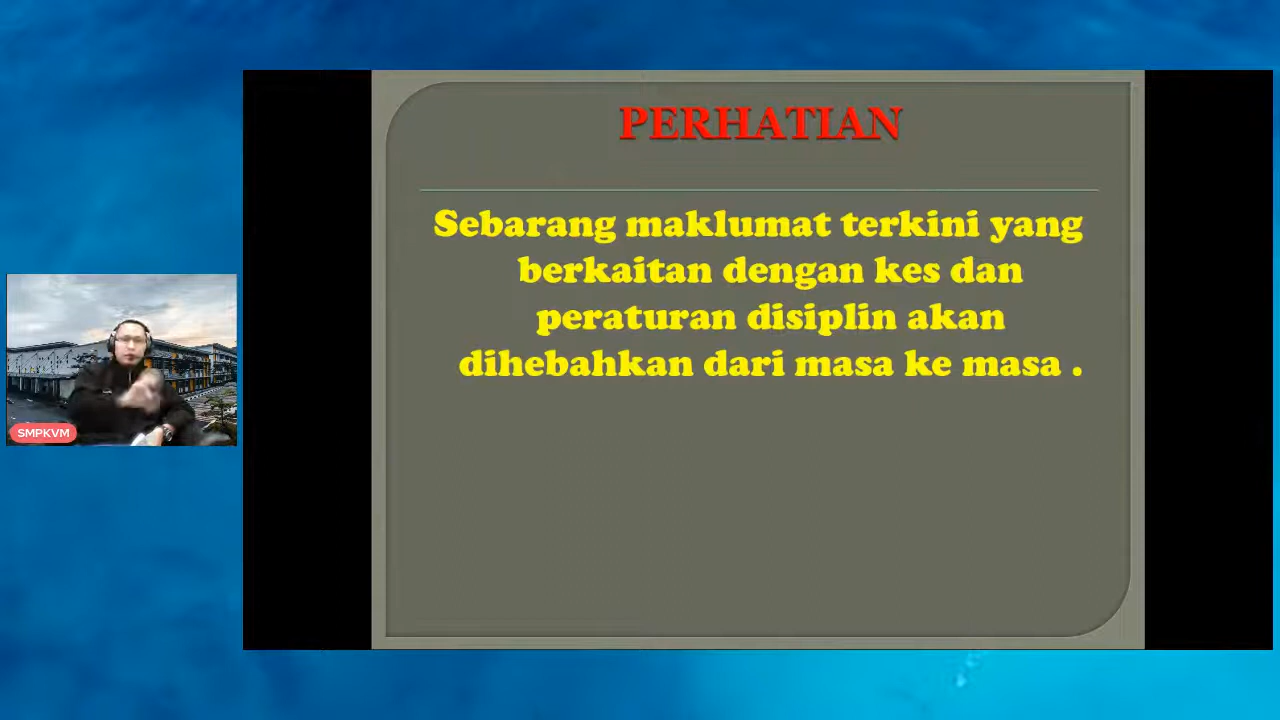 PERHATIAN
Sebarang maklumat terkini yang
berkaitan dengan kes dan
peraturan disiplin akan
dihebahkan dari masa ke masa .
SMPKVM